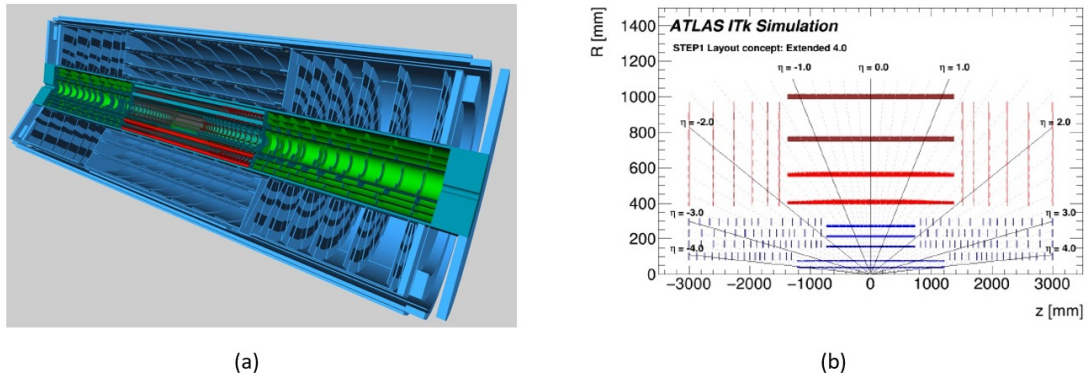 R [mm]
1400
1200
1000
800
600
400
200
0
ATLAS ITk Simulation
STEP1 Layout concept: Extended 4.0
η = -1.0
η = 0.0
η = 1.0
η = -2.0
η = 2.0
η = -3.0
η = 3.0
η = -4.0
η = 4.0
−3000 −2000 −1000 0 1000 2000 3000
z [mm]
(a)
(b)